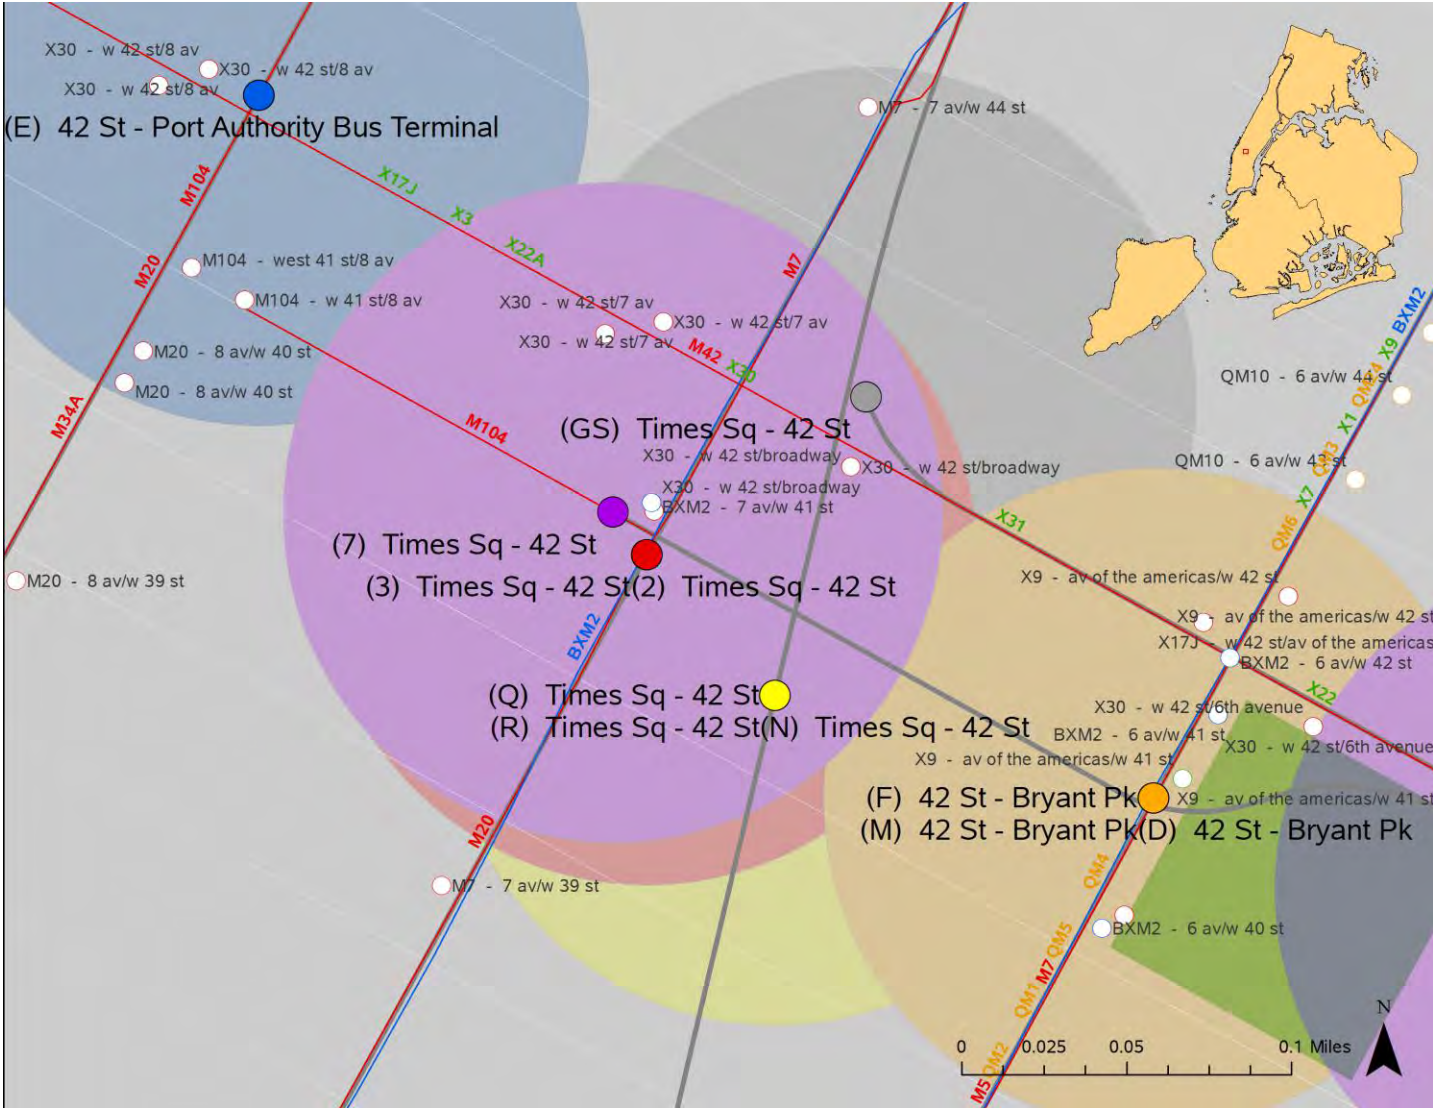 X30 - w 42 st/8 av
X30 - w 42 st/8 av
X30 - w 42 st/8 av
M7 - 7 av/w 44 st
(E) 42 St - Port Authority Bus Terminal
M104
X17J
X3
X22A
M20
M7
M104 - west 41 st/8 av
M104 - w 41 st/8 av
X30 - w 42 st/7 av
X30 - w 42 st/7 av
X30 - w 42 st/7 av
BXM2
X9
M20 - 8 av/w 40 st
M42
X30
QM10 - 6 av/w 44 st
QM24
M20 - 8 av/w 40 st
M34A
M104
X1
(GS) Times Sq - 42 St
X30 - w 42 st/broadway
X30 - w 42 st/broadway
QM10 - 6 av/w 43 st
QM3
X30 - w 42 st/broadway
BXM2 - 7 av/w 41 st
X7
X31
QM6
(7) Times Sq - 42 St
M20 - 8 av/w 39 st
(3) Times Sq - 42 St(2) Times Sq - 42 St
X9 - av of the americas/w 42 st
X9 - av of the americas/w 42 st
BXM2
X17J - w 42 st/av of the americas
BXM2 - 6 av/w 42 st
X22
(Q) Times Sq - 42 St
X30 - w 42 st/6th avenue
(R) Times Sq - 42 St(N) Times Sq - 42 St
BXM2 - 6 av/w 41 st
X30 - w 42 st/6th avenue
X9 - av of the americas/w 41 st
(F) 42 St - Bryant Pk
X9 - av of the americas/w 41 st
(M) 42 St - Bryant Pk(D) 42 St - Bryant Pk
M20
QM4
M7 - 7 av/w 39 st
BXM2 - 6 av/w 40 st
QM5
M7
QM1
N
0 0.025 0.05 0.1 Miles
QM2
M5